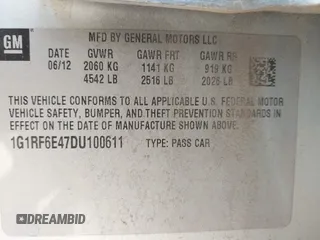 GM
MFD BY GENERAL MOTORS LLC
DATE GVWR GAWR FRT GAWR RR
06/12 2060 KG 1141 KG 919 KG
4542 LB 2516 LB 2026 LB
THIS VEHICLE CONFORMS TO ALL APPLICABLE U.S. FEDERAL MOTOR
VEHICLE SAFETY, BUMPER, AND THEFT PREVENTION STANDARDS
IN EFFECT ON THE DATE OF MANUFACTURE SHOWN ABOVE.
1G1RF6E47DU100611 TYPE: PASS CAR
DREAMBID